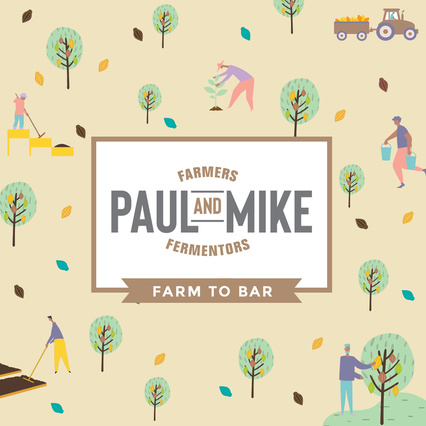 FARMERS
PAUL AND MIKE
FERMENTORS
FARM TO BAR